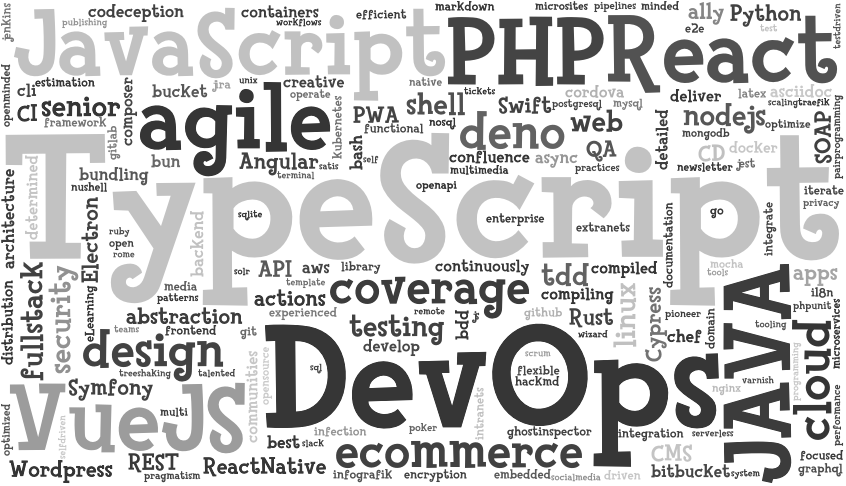 jenkins
codeception
containers
efficient
markdown
microsites
pipelines
minded
ally
Python
testdriven
publishing
workflows
JavaScript
PHP
React
e2e
test
openminded
cli
estimation
composer
bucket
jra
unix
creative
operate
native
tickets
cordova
deliver
latex
asciidoc
CI
senior
framework
gitlab
agile
kubernetes
PWA
functional
shell
nosql
Swift
postgresql
mysql
scalingtraefik
nodejs
optimize
mongodb
SOAP
pairprogramming
deno
web
detailed
bash
self
bun
Angular
satis
terminal
confluence
multimedia
async
QA
practices
CD
docker
newsletter
jest
determined
bundling
nushell
TypeScript
openapi
iterate
privacy
architecture
Electron
ruby
open
rome
backend
sqlite
enterprise
extranets
go
documentation
integrate
distribution
fullstack
security
eLearning
media
patterns
solr
API
aws
library
template
continuously
tdd
compiled
mocha
tools
apps
actions
coverage
compiling
linux
Cypress
pioneer
i18n
phpunit
microservices
abstraction
experienced
remote
github
Rust
teams
frontend
git
testing
bdd
wizard
chef
domain
JAVA
tooling
cloud
design
treeshaking
talented
develop
DevOps
scrum
sql
flexible
hackmd
communities
opensource
nginx
varnish
programming
performance
optimized
VueJS
Symfony
multi
selfdriven
infection
poker
intranets
ghostinspector
integration
serverless
best
slack
ecommerce
CMS
focused
Wordpress
REST
pragmatism
ReactNative
infografik
encryption
embedded
socialmedia
driven
bitbucket
system
graphql